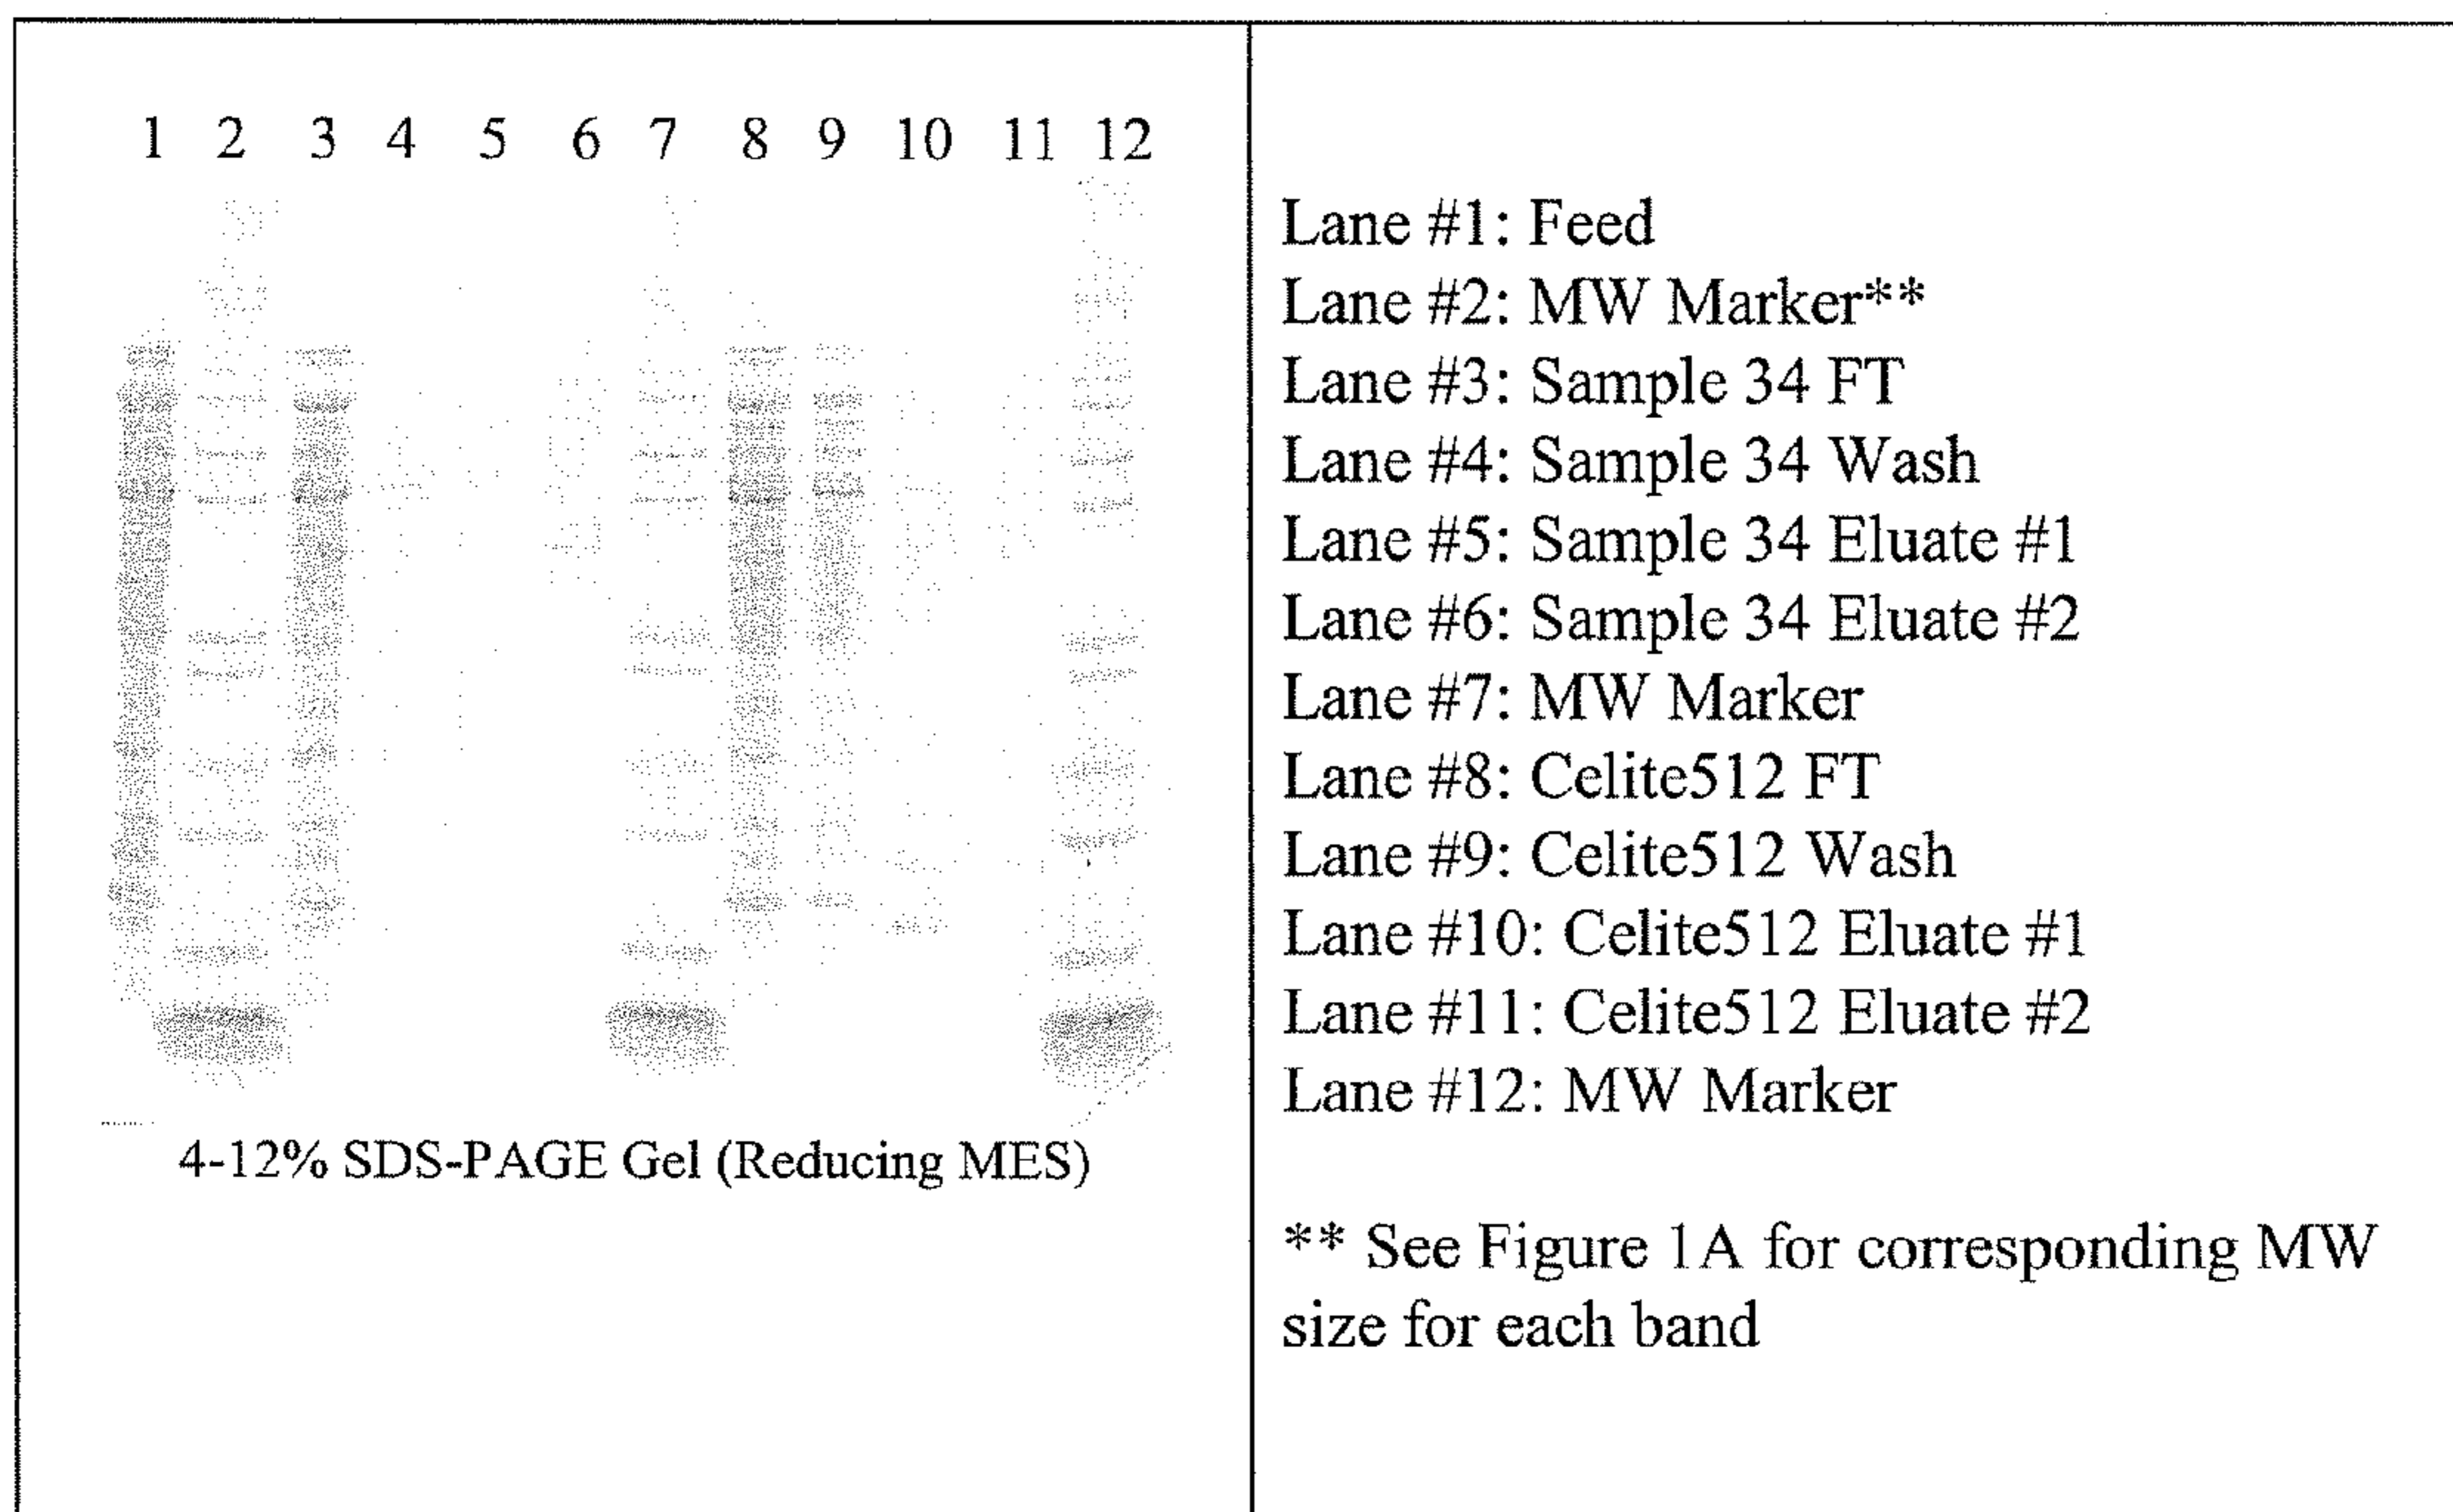 1 2 3 4 5 6 7 8 9 10 11 12
4-12% SDS-PAGE Gel (Reducing MES)
Lane #1: Feed
Lane #2: MW Marker**
Lane #3: Sample 34 FT
Lane #4: Sample 34 Wash
Lane #5: Sample 34 Eluate #1
Lane #6: Sample 34 Eluate #2
Lane #7: MW Marker
Lane #8: Celite512 FT
Lane #9: Celite512 Wash
Lane #10: Celite512 Eluate #1
Lane #11: Celite512 Eluate #2
Lane #12: MW Marker
** See Figure 1A for corresponding MW
size for each band